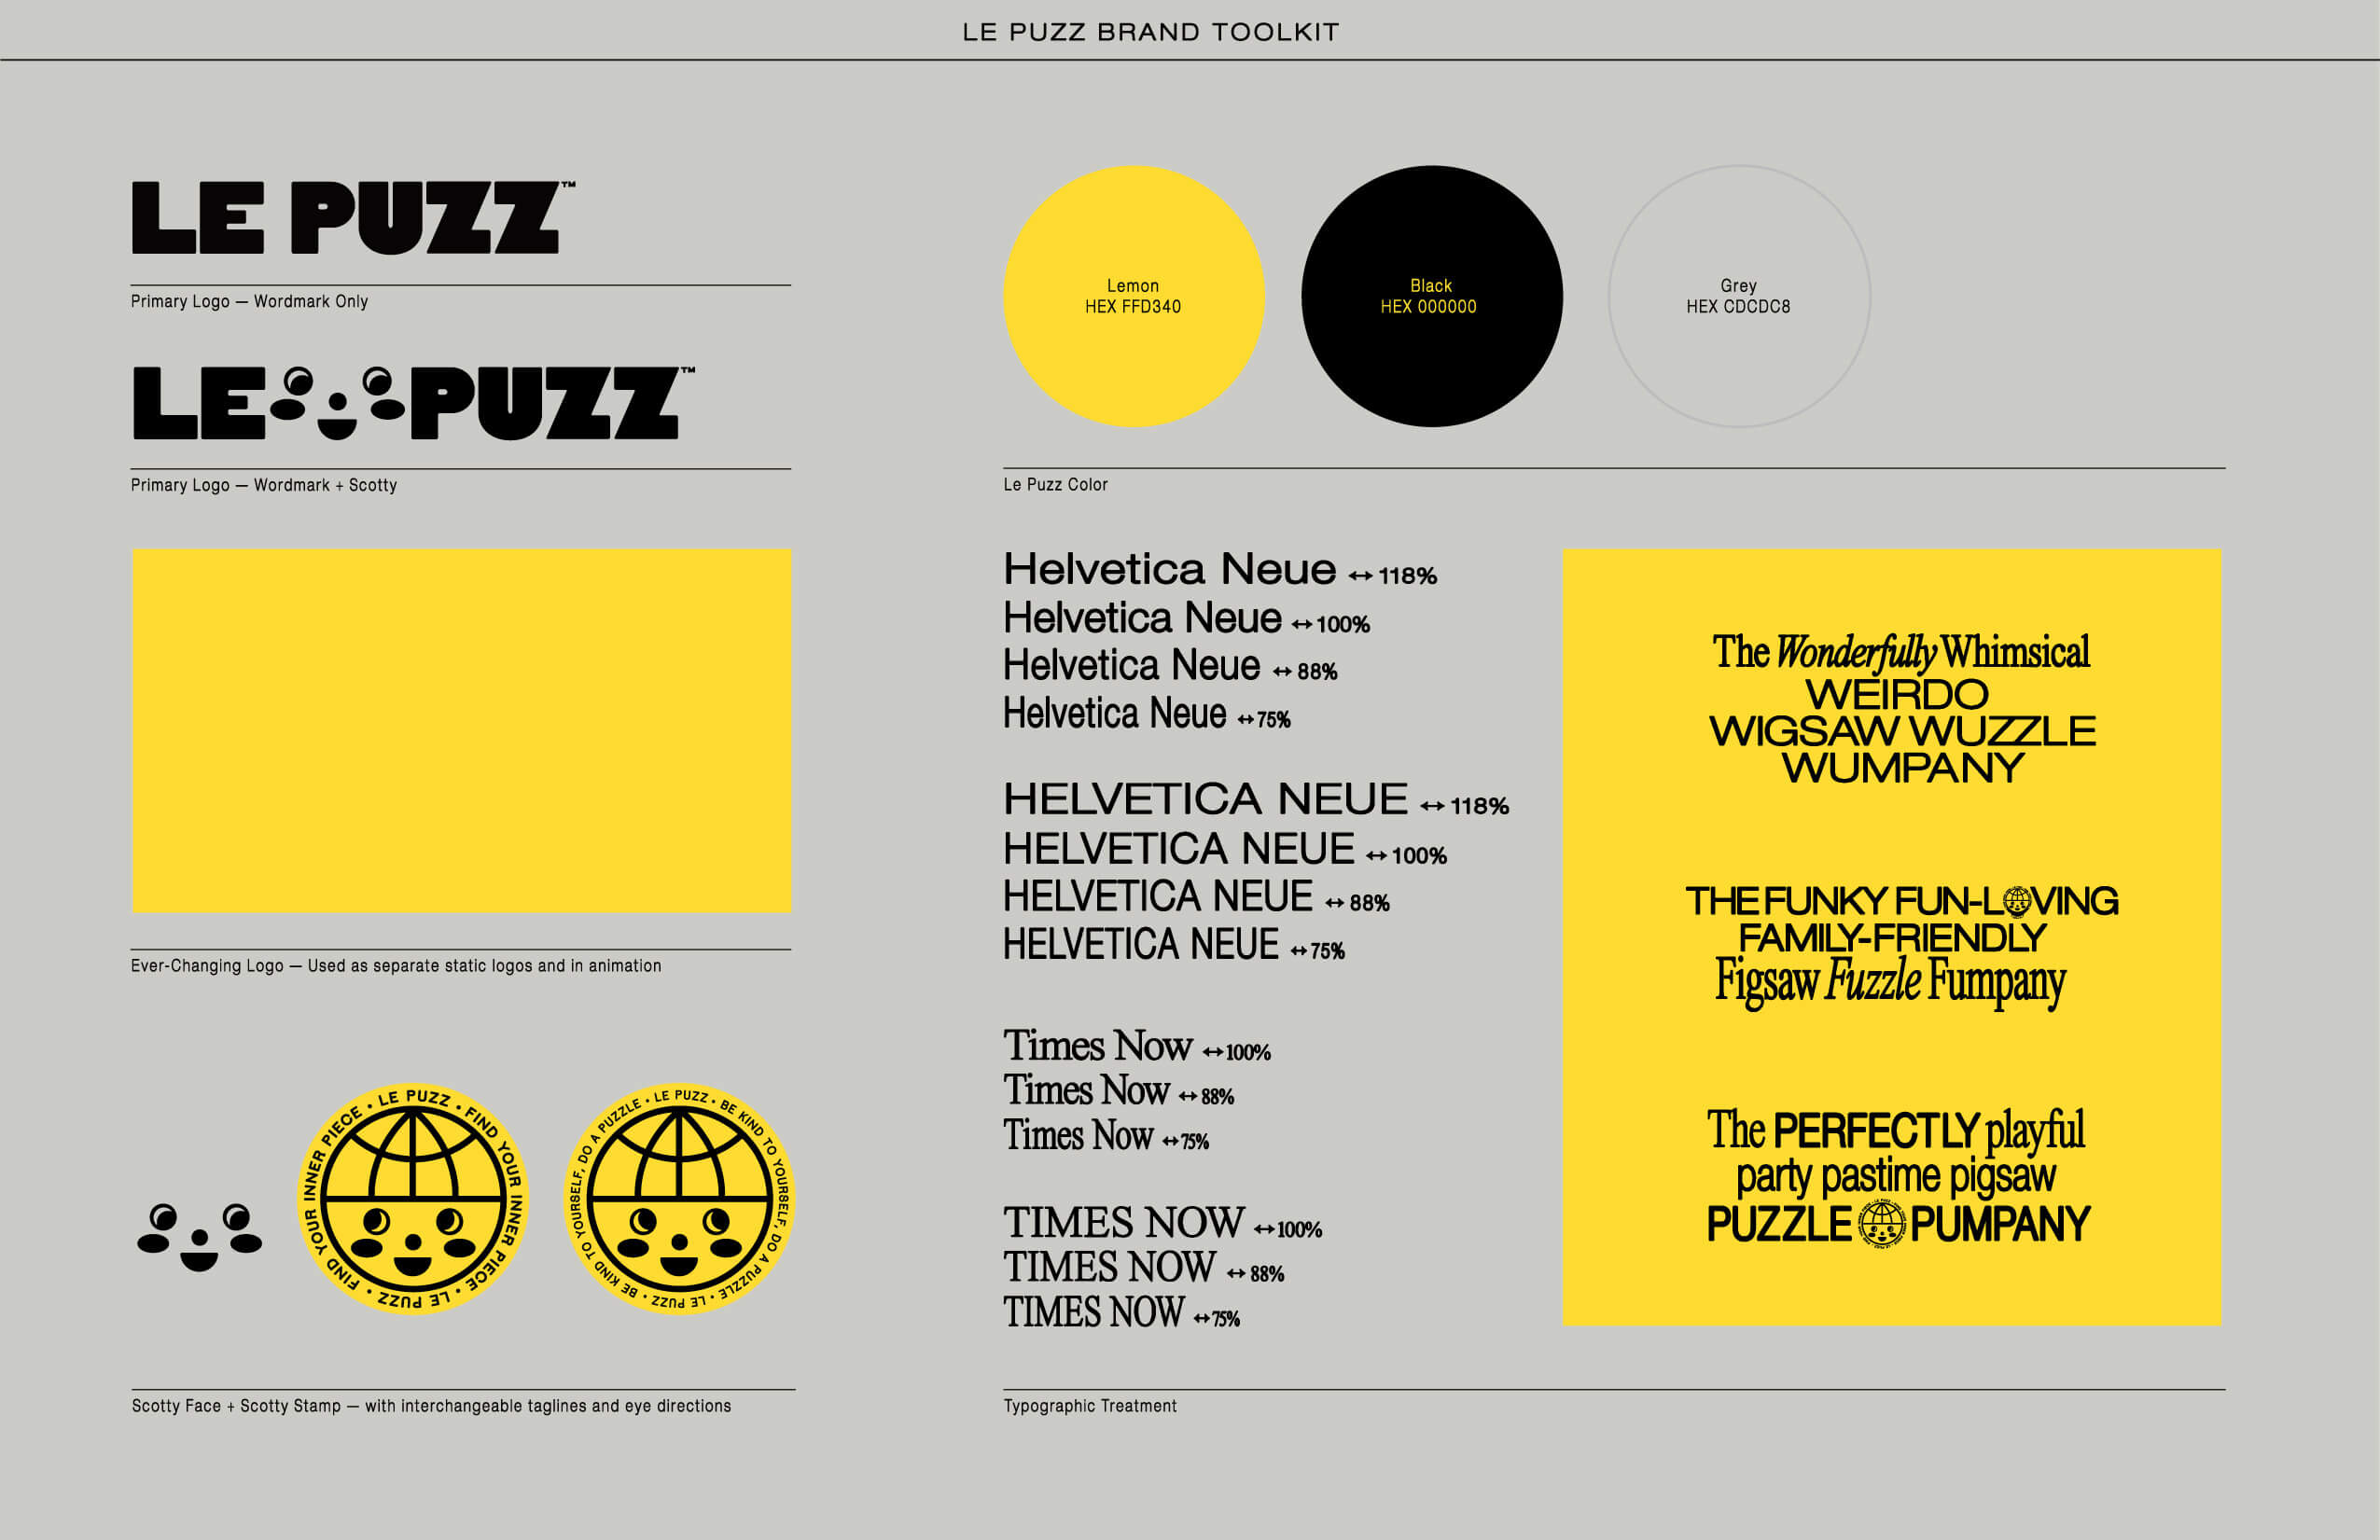 LE PUZZ BRAND TOOLKIT
LE PUZZ™
Primary Logo — Wordmark Only
LE PUZZ™
Primary Logo — Wordmark + Scotty
Ever-Changing Logo — Used as separate static logos and in animation
LE PUZZ • FIND YOUR INNER PIECE • LE PUZZ • FIND YOUR INNER PIECE •
LE PUZZ • BE KIND TO YOURSELF, DO A PUZZLE • LE PUZZ • BE KIND TO YOURSELF, DO A PUZZLE •
Scotty Face + Scotty Stamp — with interchangeable taglines and eye directions
Lemon
HEX FFD340
Black
HEX 000000
Grey
HEX CDCDC8
Le Puzz Color
Helvetica Neue ↔ 118%
Helvetica Neue ↔ 100%
Helvetica Neue ↔ 88%
Helvetica Neue ↔ 75%
HELVETICA NEUE ↔ 118%
HELVETICA NEUE ↔ 100%
HELVETICA NEUE ↔ 88%
HELVETICA NEUE ↔ 75%
Times Now ↔ 100%
Times Now ↔ 88%
Times Now ↔ 75%
TIMES NOW ↔ 100%
TIMES NOW ↔ 88%
TIMES NOW ↔ 75%
The Wonderfully Whimsical
WEIRDO
WIGSAW WUZZLE
WUMPANY
THE FUNKY FUN-LOVING
FAMILY-FRIENDLY
Figsaw Fuzzle Fumpany
The PERFECTLY playful
party pastime pigsaw
PUZZLE PUMPANY
Typographic Treatment